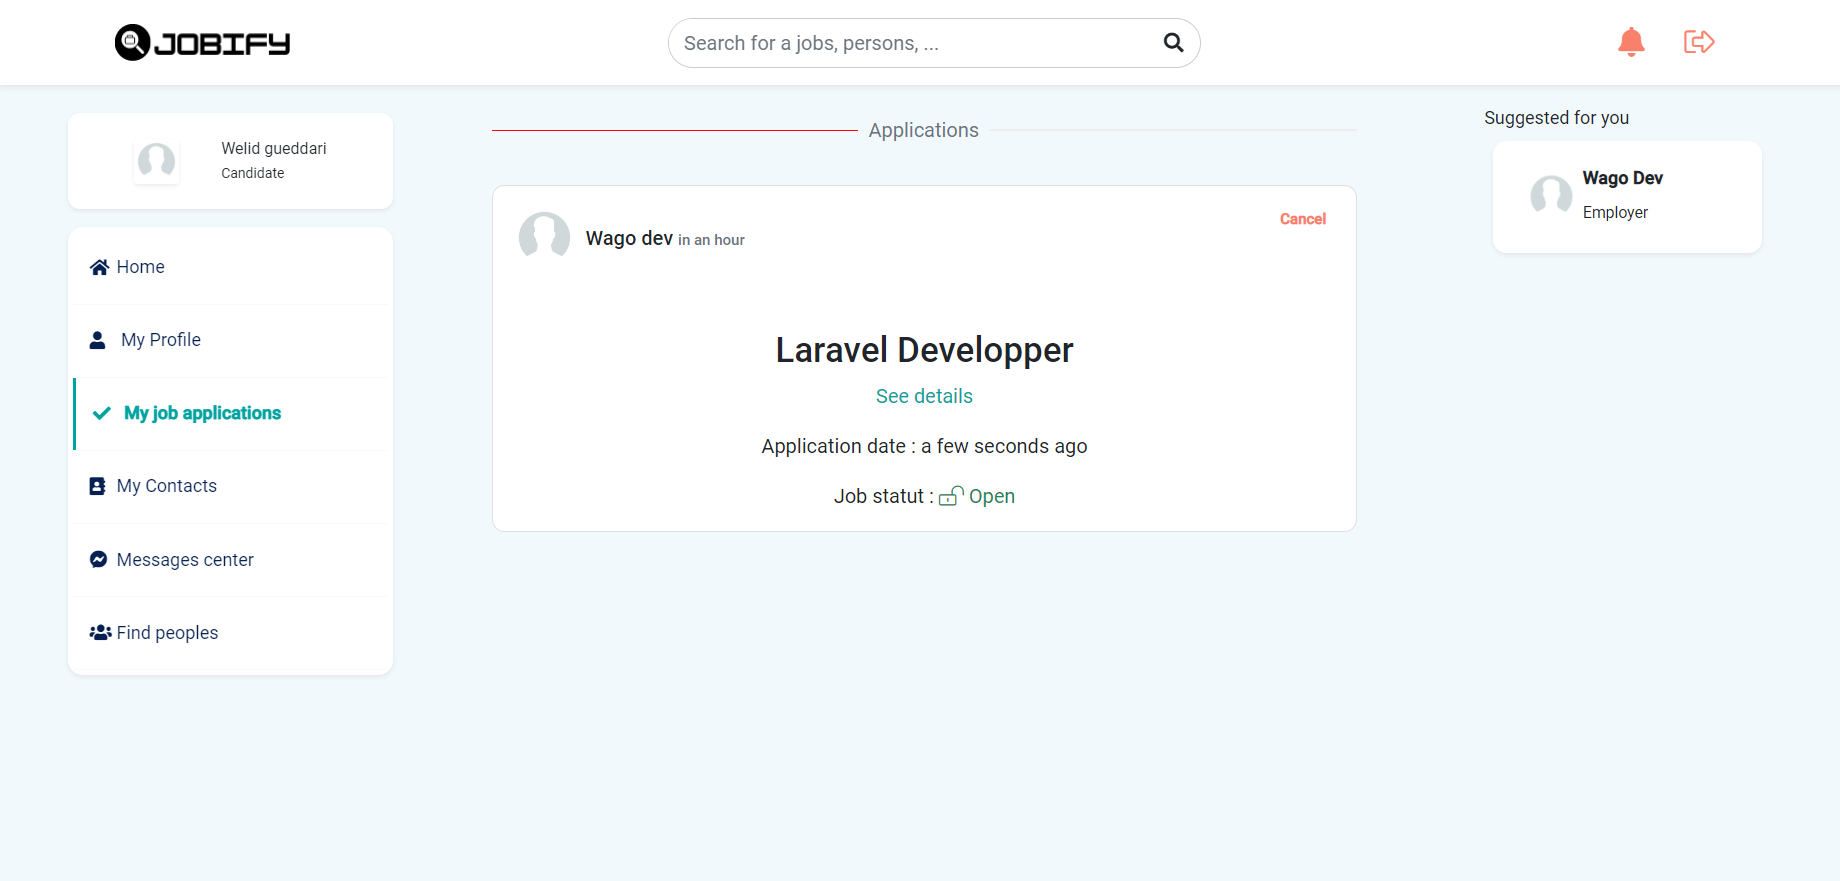 JOBIFY
Search for a jobs, persons, ...
Welid gueddari
Candidate
Home
My Profile
My job applications
My Contacts
Messages center
Find peoples
Applications
Wago dev in an hour
Cancel
Laravel Developper
See details
Application date : a few seconds ago
Job statut : Open
Suggested for you
Wago Dev
Employer